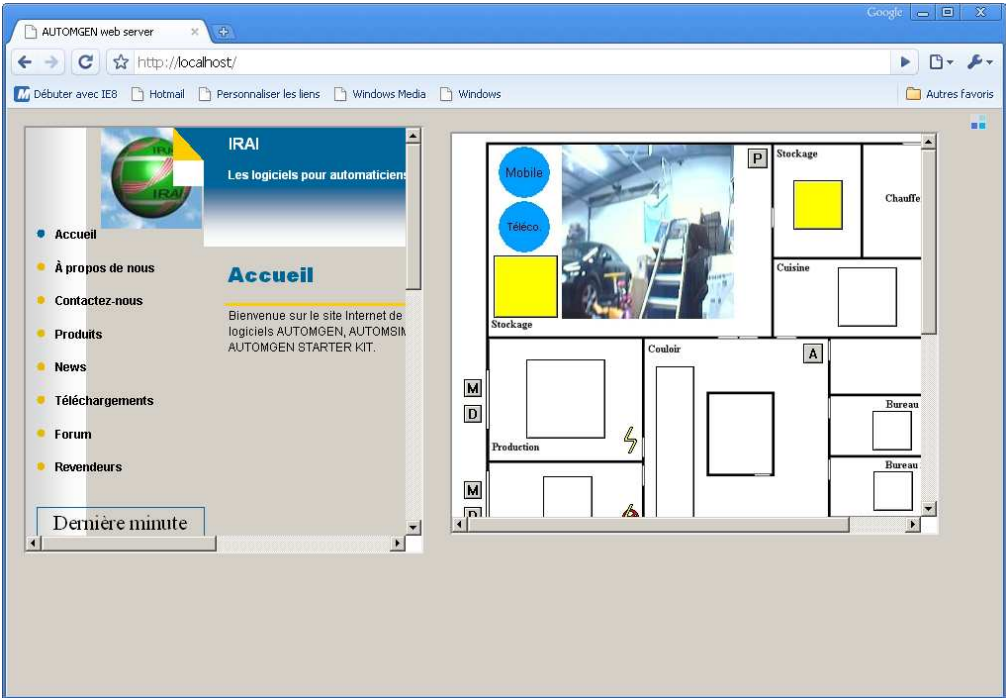 Google
AUTOMGEN web server
http://localhost/
Débuter avec IE8
Hotmail
Personnaliser les liens
Windows Media
Windows
Autres favoris
IRAI
Les logiciels pour automaticiens
Accueil
À propos de nous
Contactez-nous
Produits
News
Téléchargements
Forum
Revendeurs
Dernière minute
Accueil
Bienvenue sur le site Internet de
logiciels AUTOMGEN, AUTOMSIM
AUTOMGEN STARTER KIT.
Mobile
Téléco.
Stockage
P
Stockage
Chauffe
Cuisine
Couloir
A
M
D
Production
Bureau
Bureau
M
D